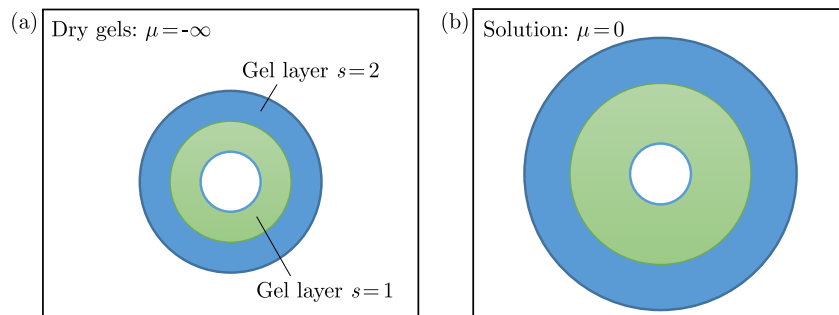 (a)
Dry gels: μ=-∞
Gel layer s=2
Gel layer s=1
(b)
Solution: μ=0